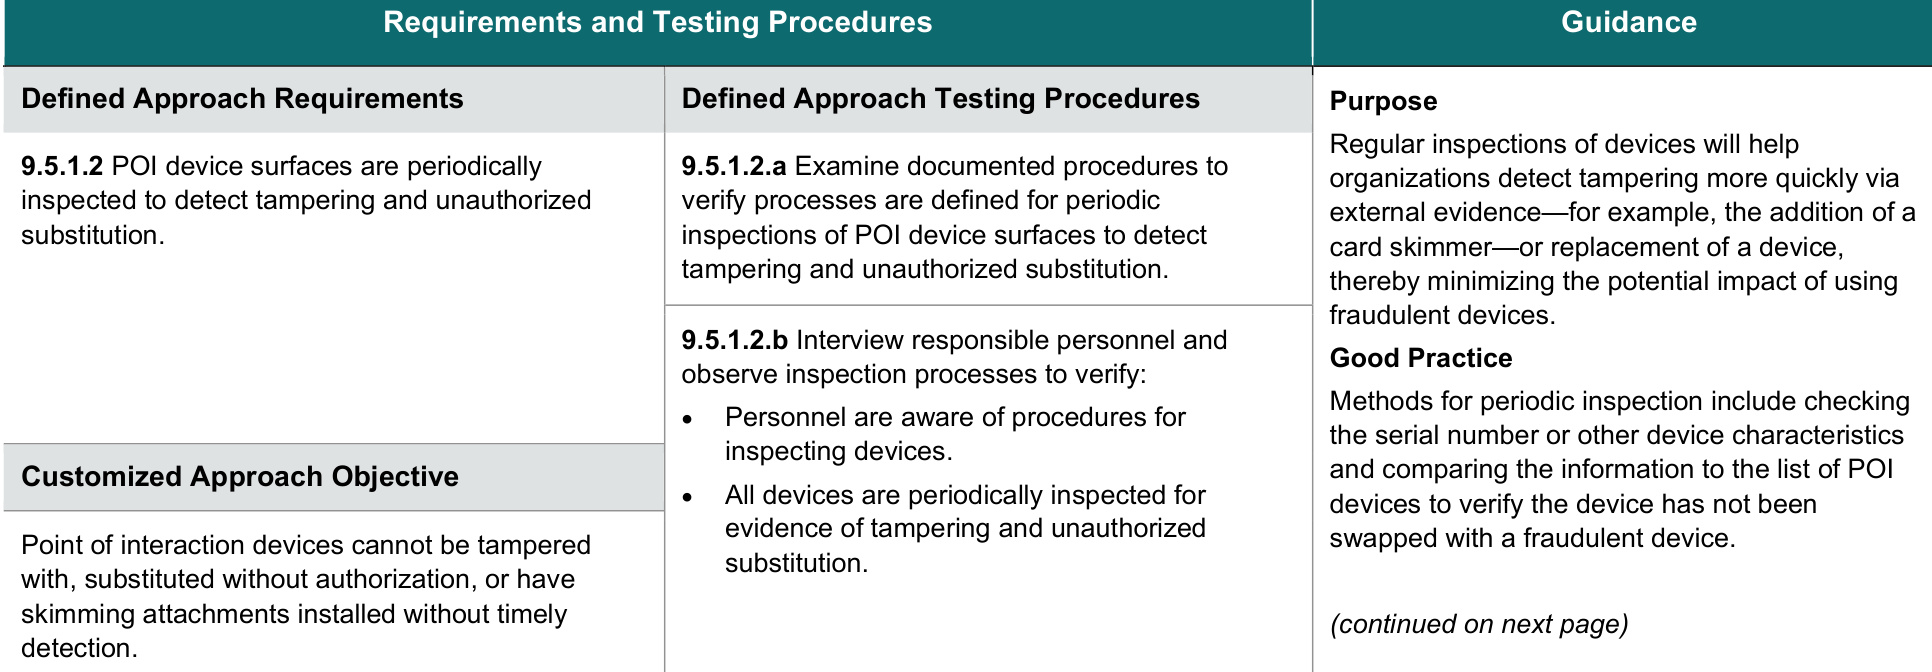 Requirements and Testing Procedures
Guidance
Defined Approach Requirements
9.5.1.2 POI device surfaces are periodically
inspected to detect tampering and unauthorized
substitution.
Customized Approach Objective
Point of interaction devices cannot be tampered
with, substituted without authorization, or have
skimming attachments installed without timely
detection.
Defined Approach Testing Procedures
9.5.1.2.a Examine documented procedures to
verify processes are defined for periodic
inspections of POI device surfaces to detect
tampering and unauthorized substitution.
9.5.1.2.b Interview responsible personnel and
observe inspection processes to verify:
• Personnel are aware of procedures for
inspecting devices.
• All devices are periodically inspected for
evidence of tampering and unauthorized
substitution.
Purpose
Regular inspections of devices will help
organizations detect tampering more quickly via
external evidence—for example, the addition of a
card skimmer—or replacement of a device,
thereby minimizing the potential impact of using
fraudulent devices.
Good Practice
Methods for periodic inspection include checking
the serial number or other device characteristics
and comparing the information to the list of POI
devices to verify the device has not been
swapped with a fraudulent device.
(continued on next page)